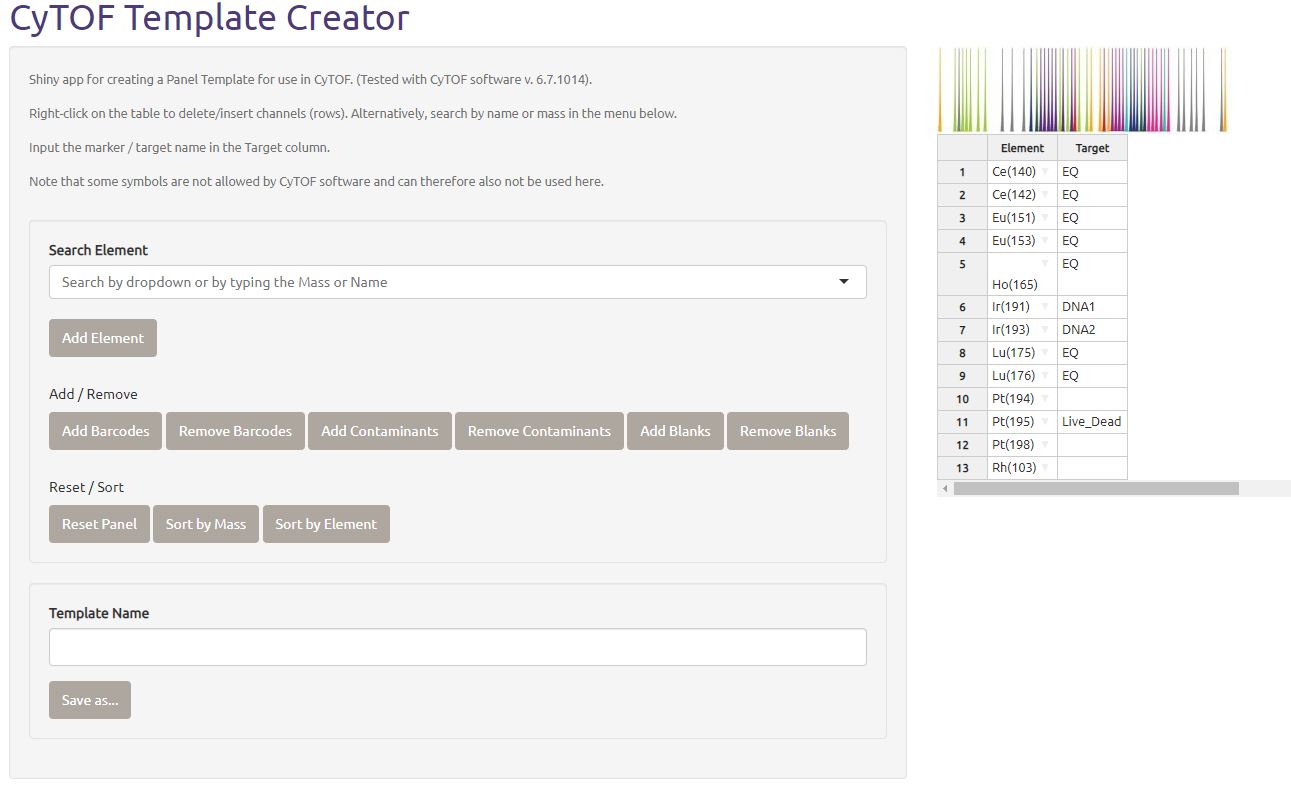 CyTOF Template Creator
Shiny app for creating a Panel Template for use in CyTOF. (Tested with CyTOF software v. 6.7.1014).
Right-click on the table to delete/insert channels (rows). Alternatively, search by name or mass in the menu below.
Input the marker / target name in the Target column.
Note that some symbols are not allowed by CyTOF software and can therefore also not be used here.
Search Element
Search by dropdown or by typing the Mass or Name
Add Element
Add / Remove
Add Barcodes Remove Barcodes Add Contaminants Remove Contaminants Add Blanks Remove Blanks
Reset / Sort
Reset Panel Sort by Mass Sort by Element
Template Name
Save as...
Element Target
1 Ce(140) EQ
2 Ce(142) EQ
3 Eu(151) EQ
4 Eu(153) EQ
5 Ho(165) EQ
6 Ir(191) DNA1
7 Ir(193) DNA2
8 Lu(175) EQ
9 Lu(176) EQ
10 Pt(194)
11 Pt(195) Live_Dead
12 Pt(198)
13 Rh(103)